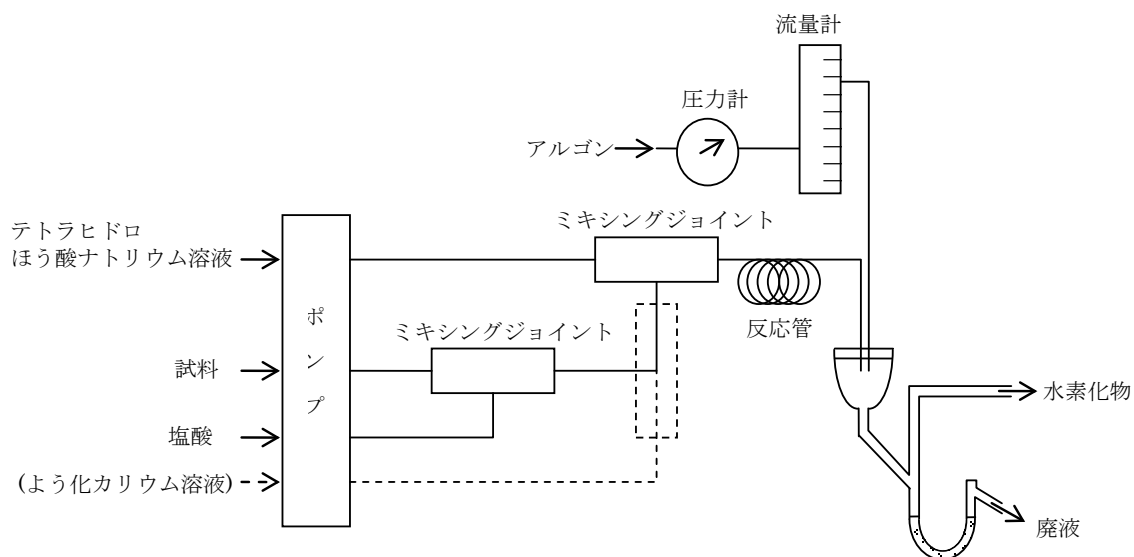 流量計
圧力計
アルゴン
テトラヒドロ
ほう酸ナトリウム溶液
ミキシングジョイント
ポンプ
ミキシングジョイント
反応管
試料
水素化物
塩酸
(よう化カリウム溶液)
廃液